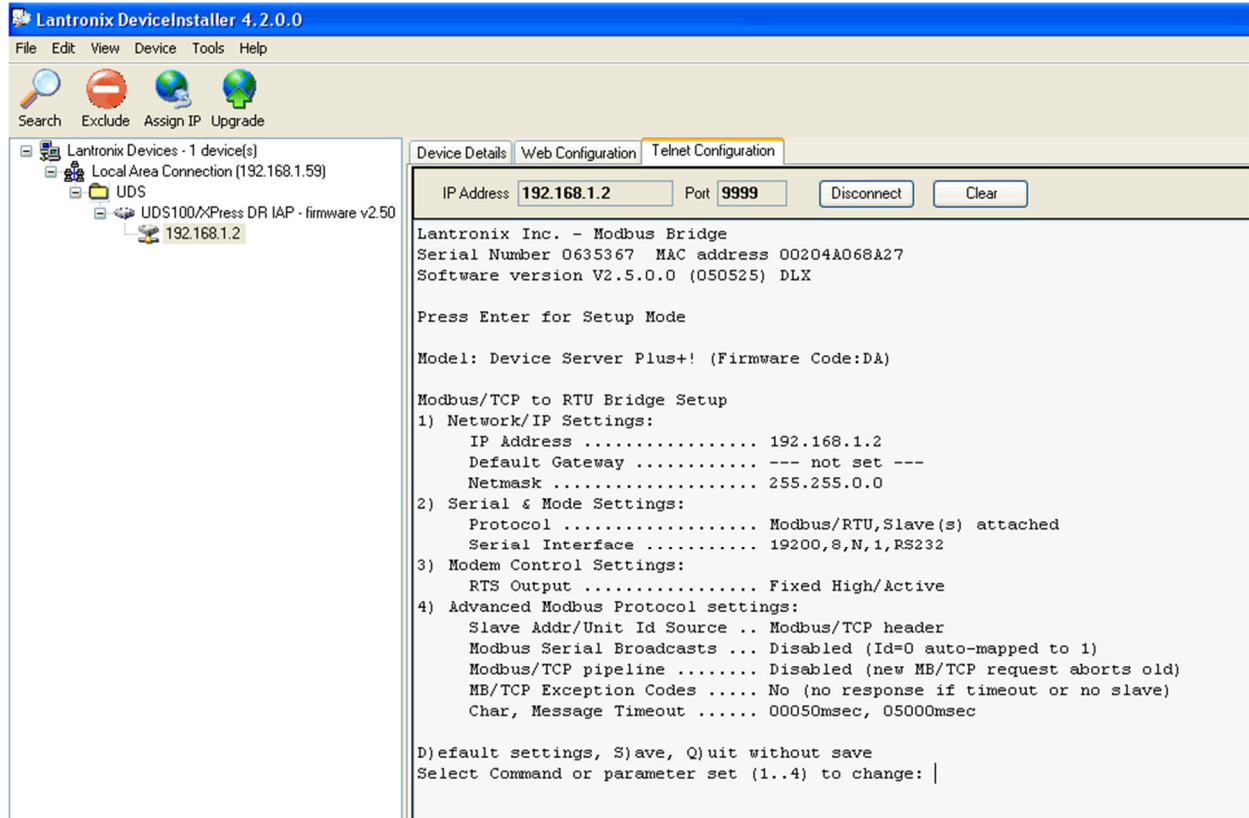 Lantronix DeviceInstaller 4.2.0.0
File Edit View Device Tools Help
Search Exclude Assign IP Upgrade
Lantronix Devices - 1 device(s)
Local Area Connection (192.168.1.59)
UDS
UDS100/XPress DR IAP - firmware v2.50
192.168.1.2
Device Details Web Configuration Telnet Configuration
IP Address 192.168.1.2 Port 9999 Disconnect Clear
Lantronix Inc. - Modbus Bridge
Serial Number 0635367 MAC address 00204A068A27
Software version V2.5.0.0 (050525) DLX
Press Enter for Setup Mode
Model: Device Server Plus+! (Firmware Code:DA)
Modbus/TCP to RTU Bridge Setup
1) Network/IP Settings:
IP Address ................. 192.168.1.2
Default Gateway ............ --- not set ---
Netmask .................... 255.255.0.0
2) Serial & Mode Settings:
Protocol ................... Modbus/RTU,Slave(s) attached
Serial Interface ........... 19200,8,N,1,RS232
3) Modem Control Settings:
RTS Output ................. Fixed High/Active
4) Advanced Modbus Protocol settings:
Slave Addr/Unit Id Source .. Modbus/TCP header
Modbus Serial Broadcasts ... Disabled (Id=0 auto-mapped to 1)
Modbus/TCP pipeline ........ Disabled (new MB/TCP request aborts old)
MB/TCP Exception Codes ..... No (no response if timeout or no slave)
Char, Message Timeout ...... 00050msec, 05000msec
D)efault settings, S)ave, Q)uit without save
Select Command or parameter set (1..4) to change: